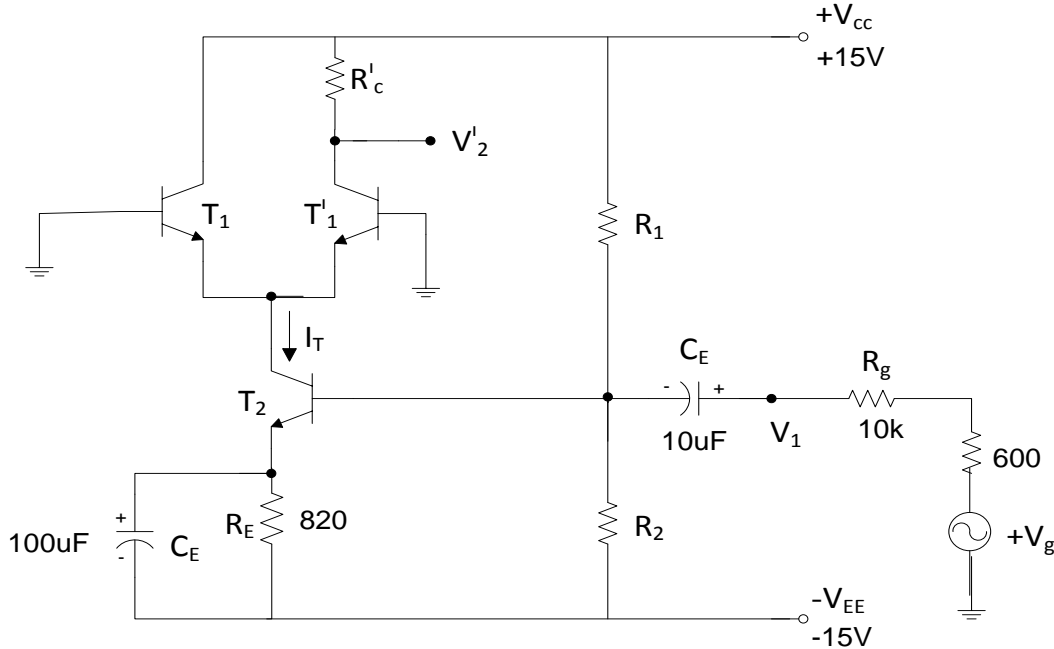 +Vcc
+15V
R'c
V'2
T1
T'1
R1
IT
CE
Rg
T2
- +
10uF
V1
10k
600
+
100uF
-
CE
RE
820
R2
+Vg
-VEE
-15V